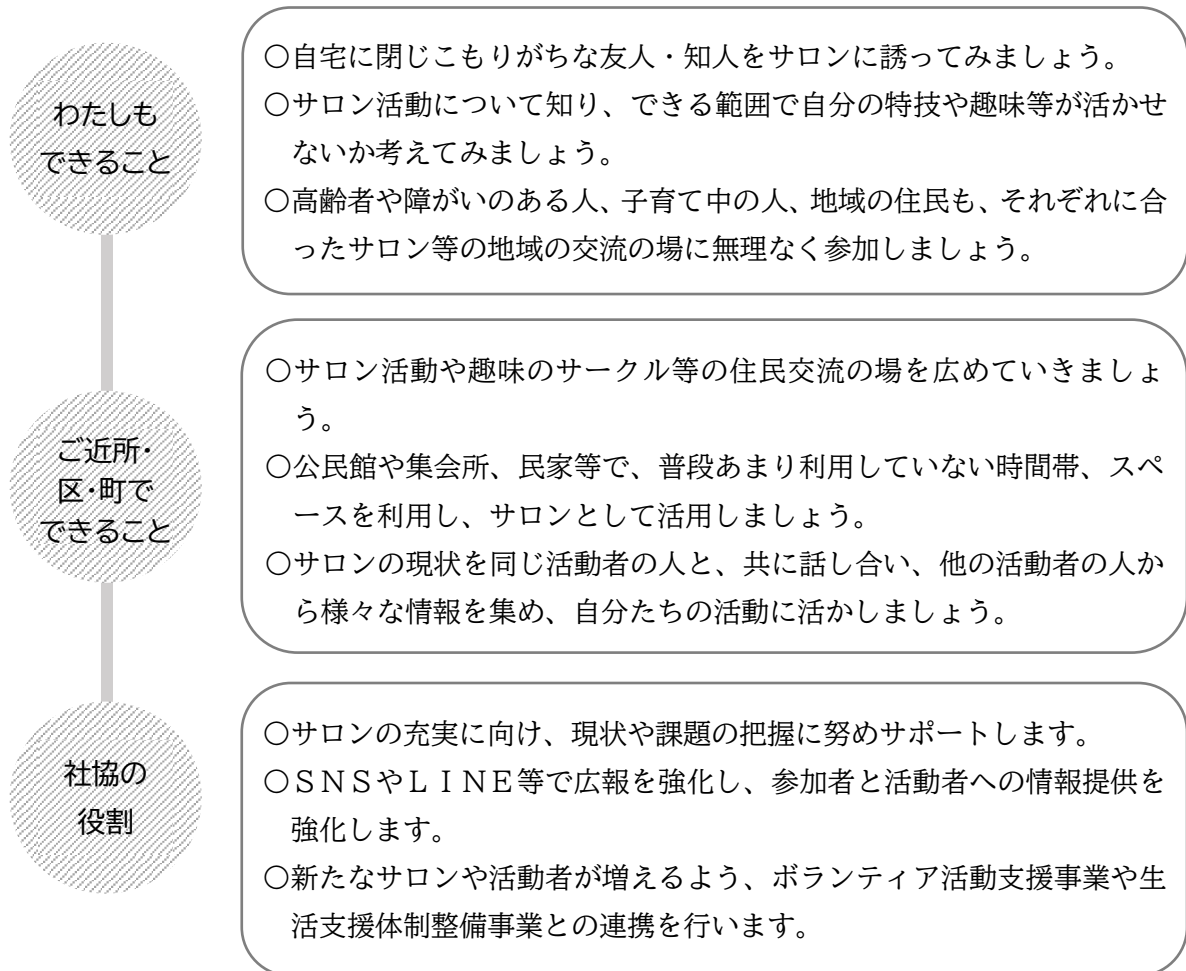 わたしも
できること
○自宅に閉じこもりがちな友人・知人をサロンに誘ってみましょう。
○サロン活動について知り、できる範囲で自分の特技や趣味等が活かせ
ないか考えてみましょう。
○高齢者や障がいのある人、子育て中の人、地域の住民も、それぞれに合
ったサロン等の地域の交流の場に無理なく参加しましょう。
ご近所・
区・町で
できること
○サロン活動や趣味のサークル等の住民交流の場を広めていきましょ
う。
○公民館や集会所、民家等で、普段あまり利用していない時間帯、スペ
ースを利用し、サロンとして活用しましょう。
○サロンの現状を同じ活動者の人と、共に話し合い、他の活動者の人か
ら様々な情報を集め、自分たちの活動に活かしましょう。
社協の
役割
○サロンの充実に向け、現状や課題の把握に努めサポートします。
○ＳＮＳやＬＩＮＥ等で広報を強化し、参加者と活動者への情報提供を
強化します。
○新たなサロンや活動者が増えるよう、ボランティア活動支援事業や生
活支援体制整備事業との連携を行います。